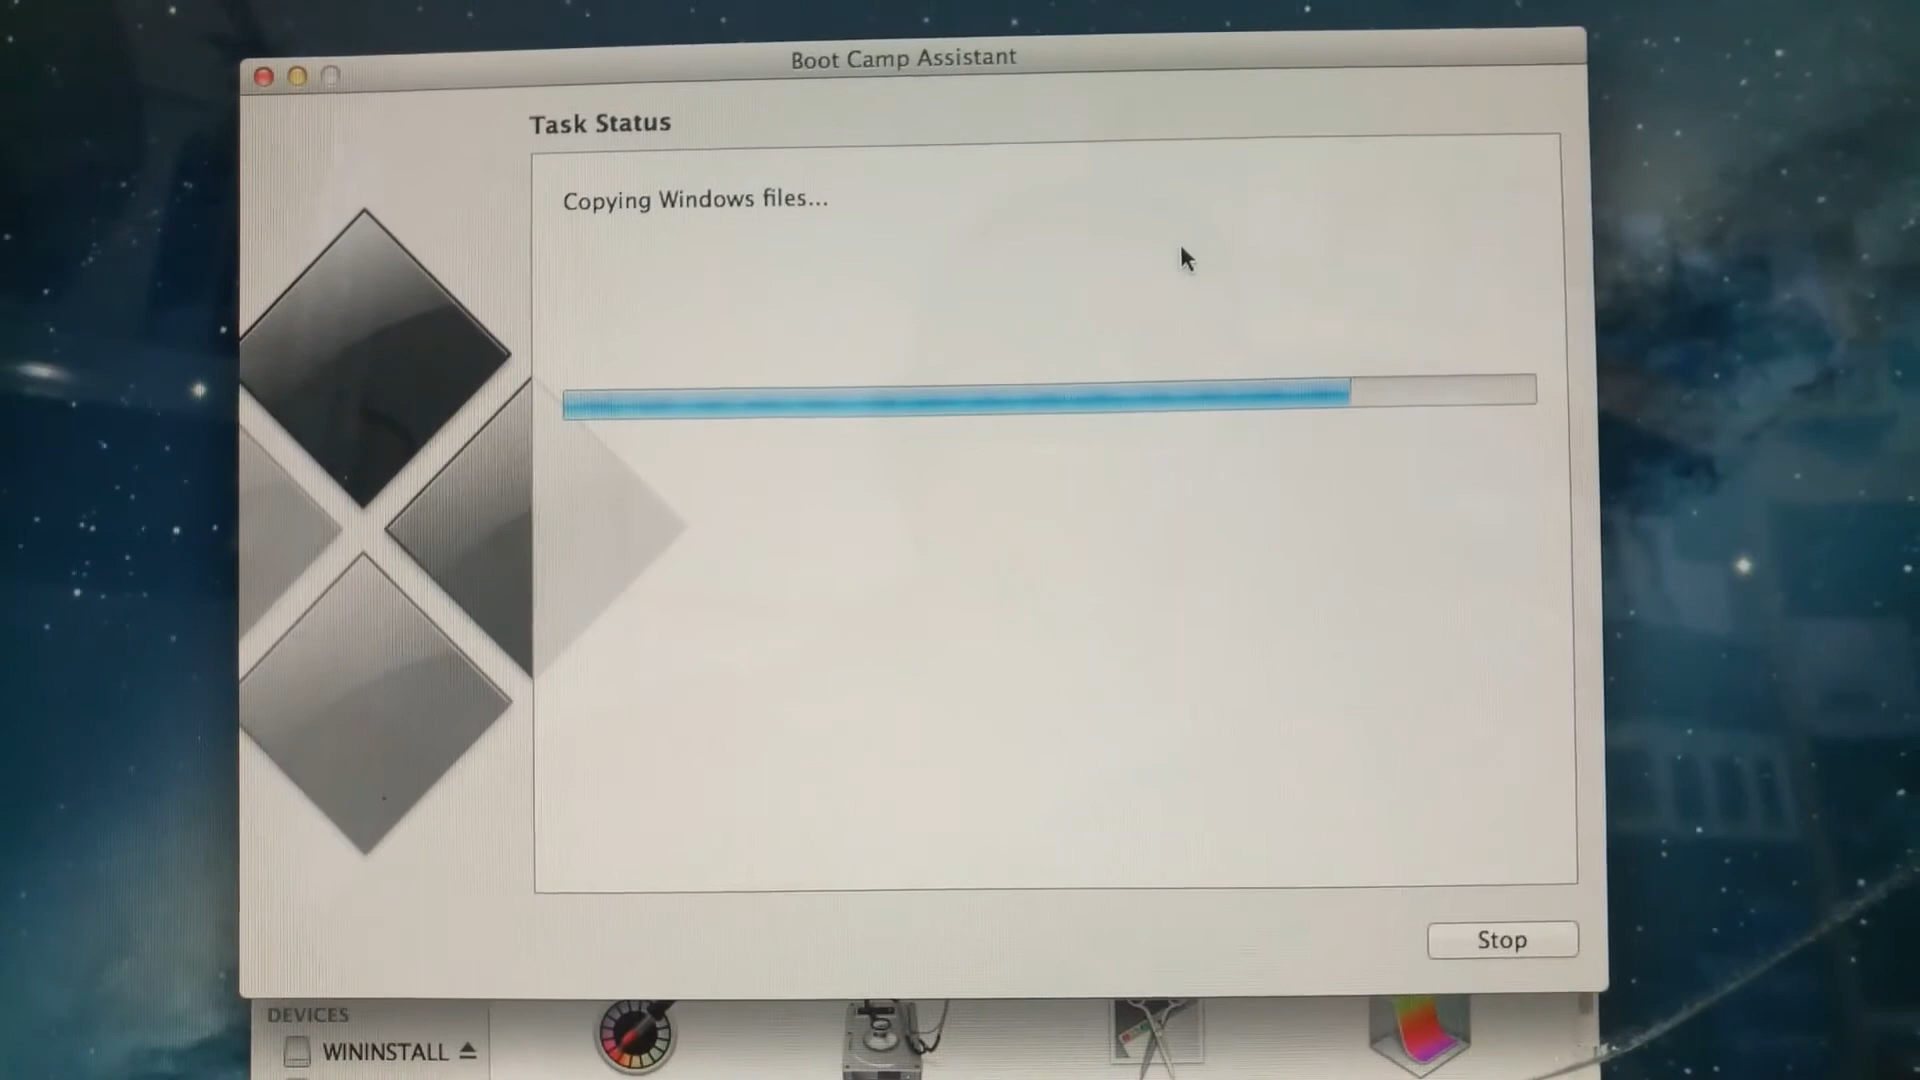 Boot Camp Assistant
Task Status
Copying Windows files...
Stop
DEVICES
WININSTALL